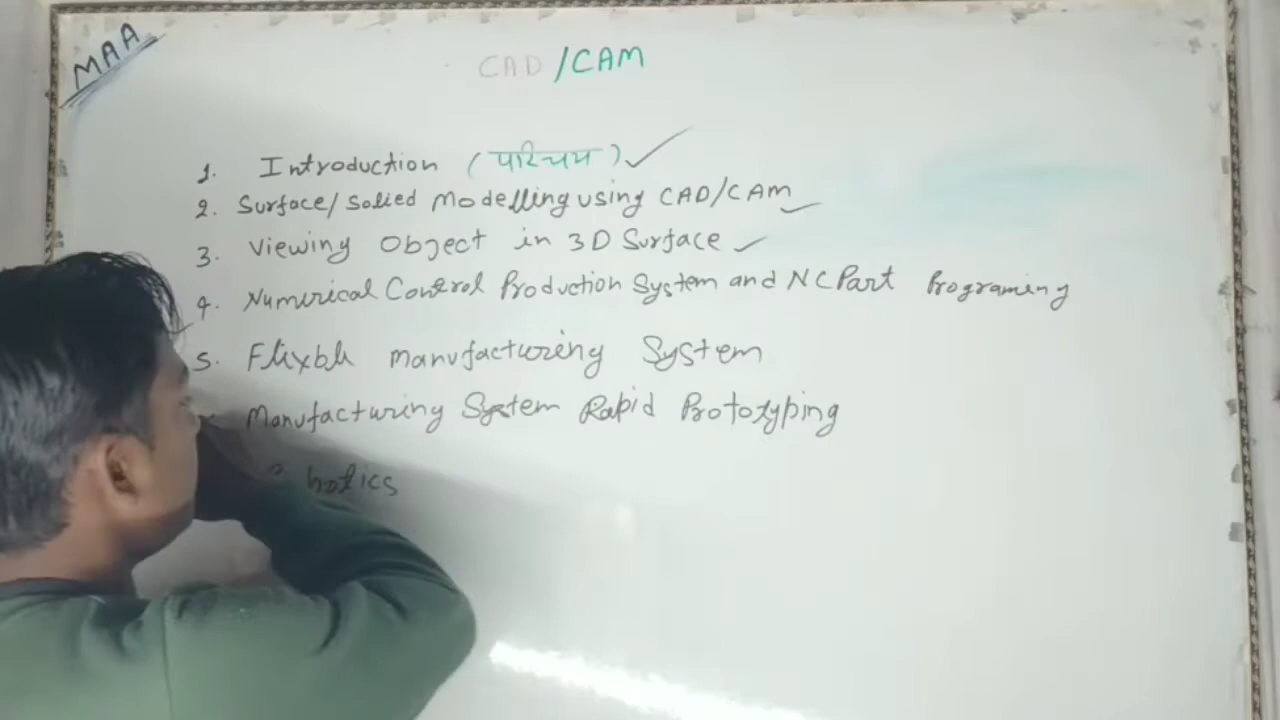 MAA
CAD/CAM
1. Introduction (परिचय)
2. Surface/Solied Modelling using CAD/CAM
3. Viewing Object in 3D Surface
4. Numerical Control Production System and NC Part Programing
5. Flixble manufacturing System
Manufacturing System Rapid Prototyping
botics